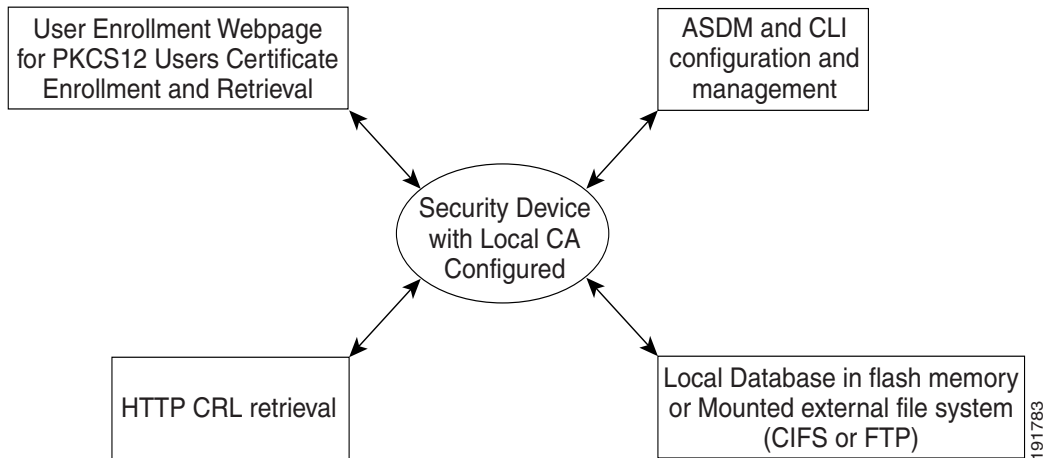 User Enrollment Webpage
for PKCS12 Users Certificate
Enrollment and Retrieval
ASDM and CLI
configuration and
management
Security Device
with Local CA
Configured
HTTP CRL retrieval
Local Database in flash memory
or Mounted external file system
(CIFS or FTP)
191783